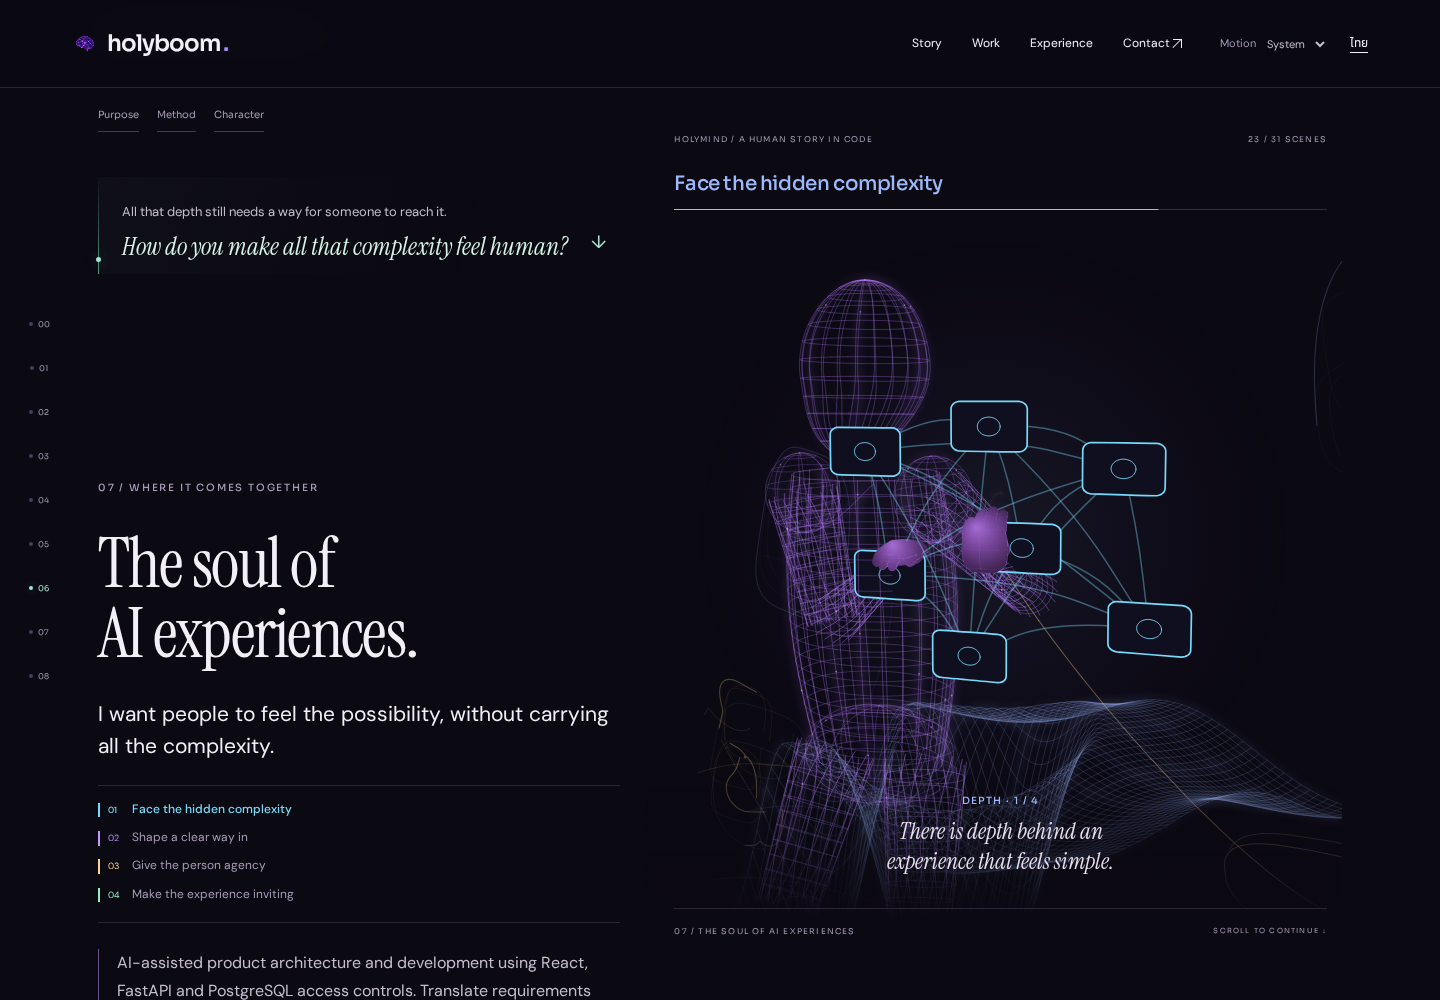 holyboom.
Story
Work
Experience
Contact
Motion
System
ไทย
Purpose
Method
Character
All that depth still needs a way for someone to reach it.
How do you make all that complexity feel human?
00
01
02
03
04
05
06
07
08
07 / WHERE IT COMES TOGETHER
The soul of
AI experiences.
I want people to feel the possibility, without carrying
all the complexity.
01 Face the hidden complexity
02 Shape a clear way in
03 Give the person agency
04 Make the experience inviting
AI-assisted product architecture and development using React,
FastAPI and PostgreSQL access controls. Translate requirements
HOLYMIND / A HUMAN STORY IN CODE
23 / 31 SCENES
Face the hidden complexity
DEPTH · 1 / 4
There is depth behind an
experience that feels simple.
07 / THE SOUL OF AI EXPERIENCES
SCROLL TO CONTINUE ↓